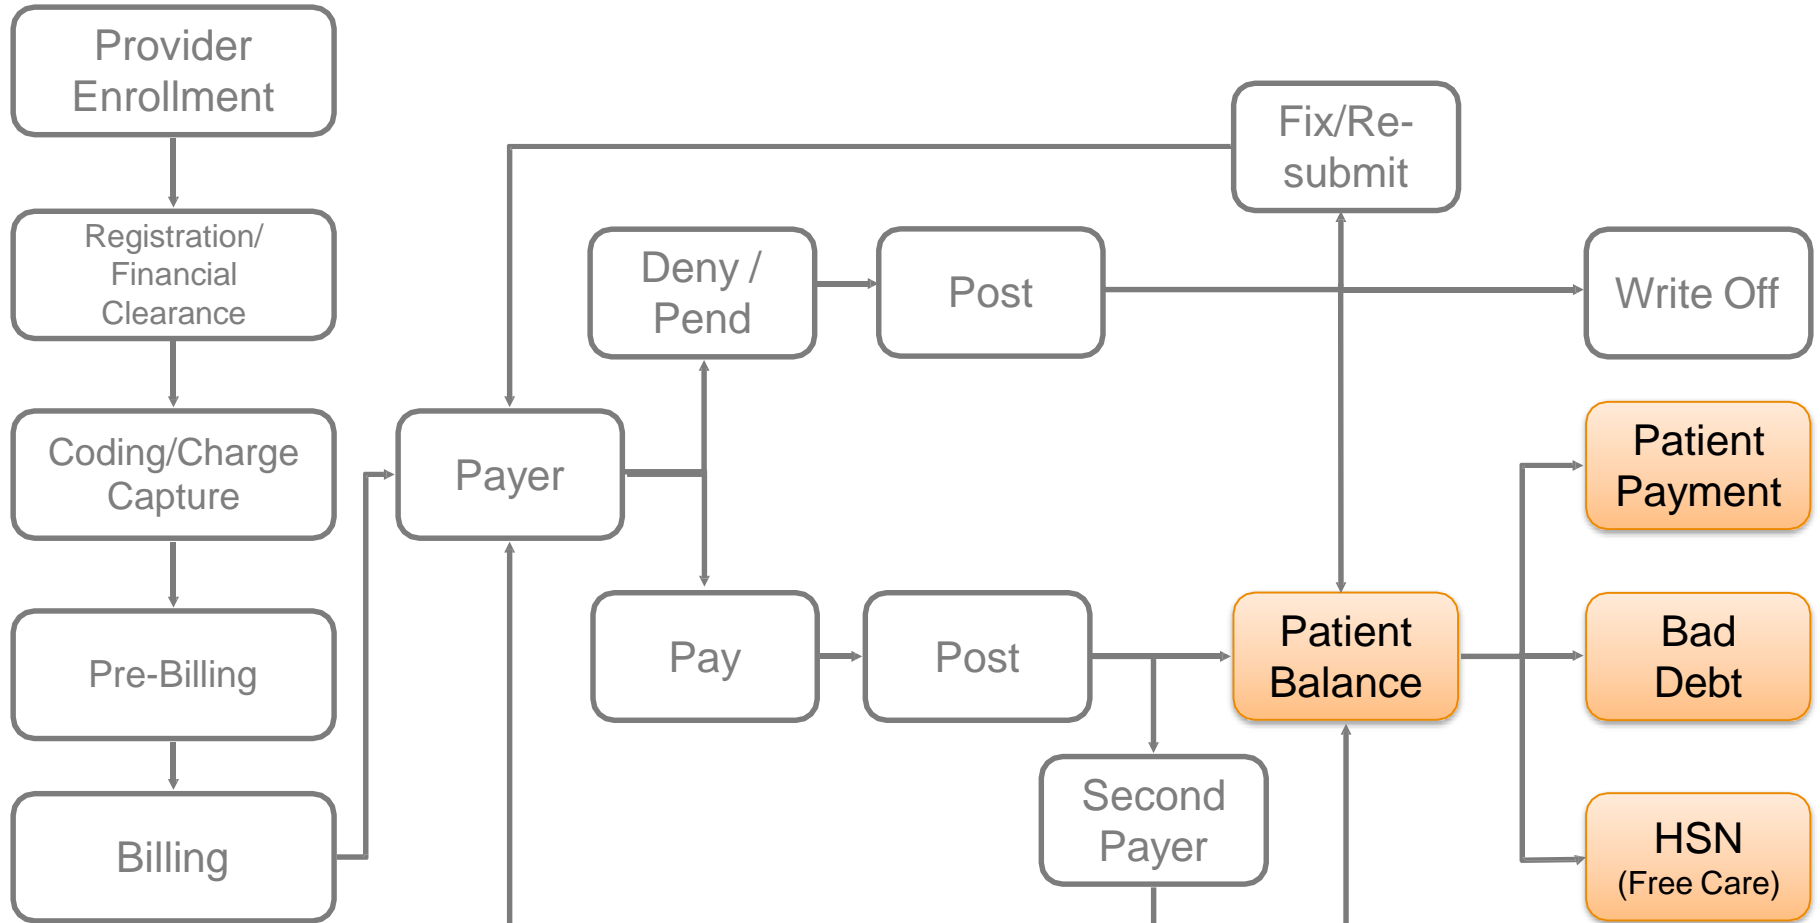 Provider
Enrollment
Registration/
Financial
Clearance
Coding/Charge
Capture
Pre-Billing
Billing
Payer
Deny /
Pend
Post
Fix/Re-
submit
Write Off
Pay
Post
Second
Payer
Patient
Balance
Patient
Payment
Bad
Debt
HSN
(Free Care)